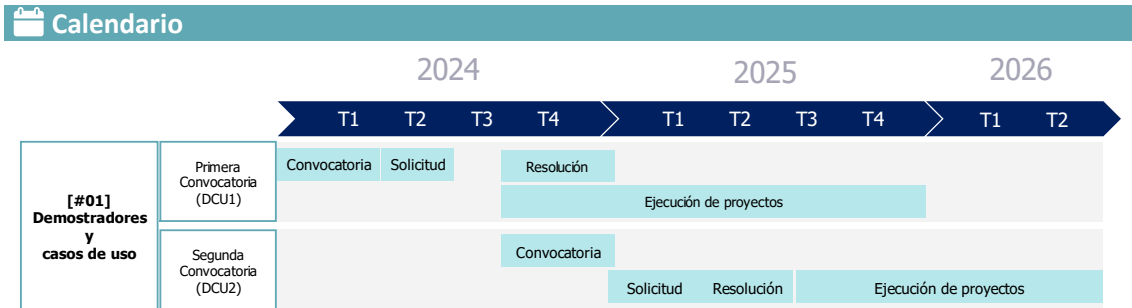 Calendario
2024 2025 2026
T1 T2 T3 T4 T1 T2 T3 T4 T1 T2
[#01]
Demostradores
y
casos de uso
Primera
Convocatoria
(DCU1)
Convocatoria Solicitud Resolución
Ejecución de proyectos
Segunda
Convocatoria
(DCU2)
Convocatoria
Solicitud Resolución Ejecución de proyectos